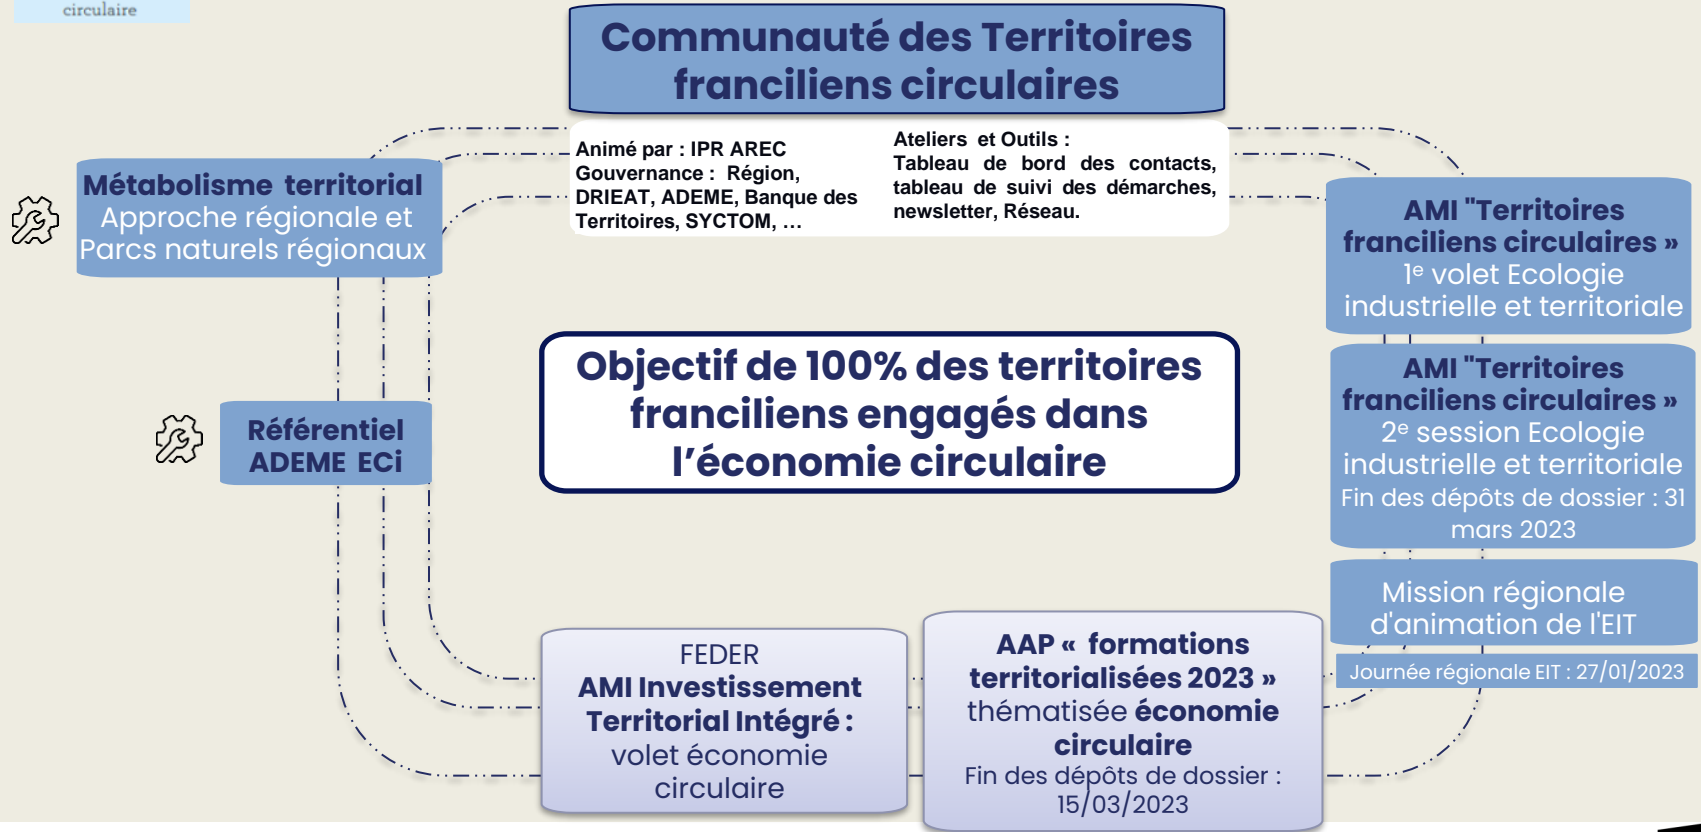 circulaire
Communauté des Territoires
franciliens circulaires
Animé par : IPR AREC
Gouvernance : Région,
DRIEAT, ADEME, Banque des
Territoires, SYCTOM, …
Ateliers et Outils :
Tableau de bord des contacts,
tableau de suivi des démarches,
newsletter, Réseau.
Métabolisme territorial
Approche régionale et
Parcs naturels régionaux
AMI "Territoires
franciliens circulaires »
1e volet Ecologie
industrielle et territoriale
Objectif de 100% des territoires
franciliens engagés dans
l’économie circulaire
AMI "Territoires
franciliens circulaires »
2e session Ecologie
industrielle et territoriale
Fin des dépôts de dossier : 31
mars 2023
Référentiel
ADEME ECi
Mission régionale
d'animation de l'EIT
Journée régionale EIT : 27/01/2023
FEDER
AMI Investissement
Territorial Intégré :
volet économie
circulaire
AAP « formations
territorialisées 2023 »
thématisée économie
circulaire
Fin des dépôts de dossier :
15/03/2023